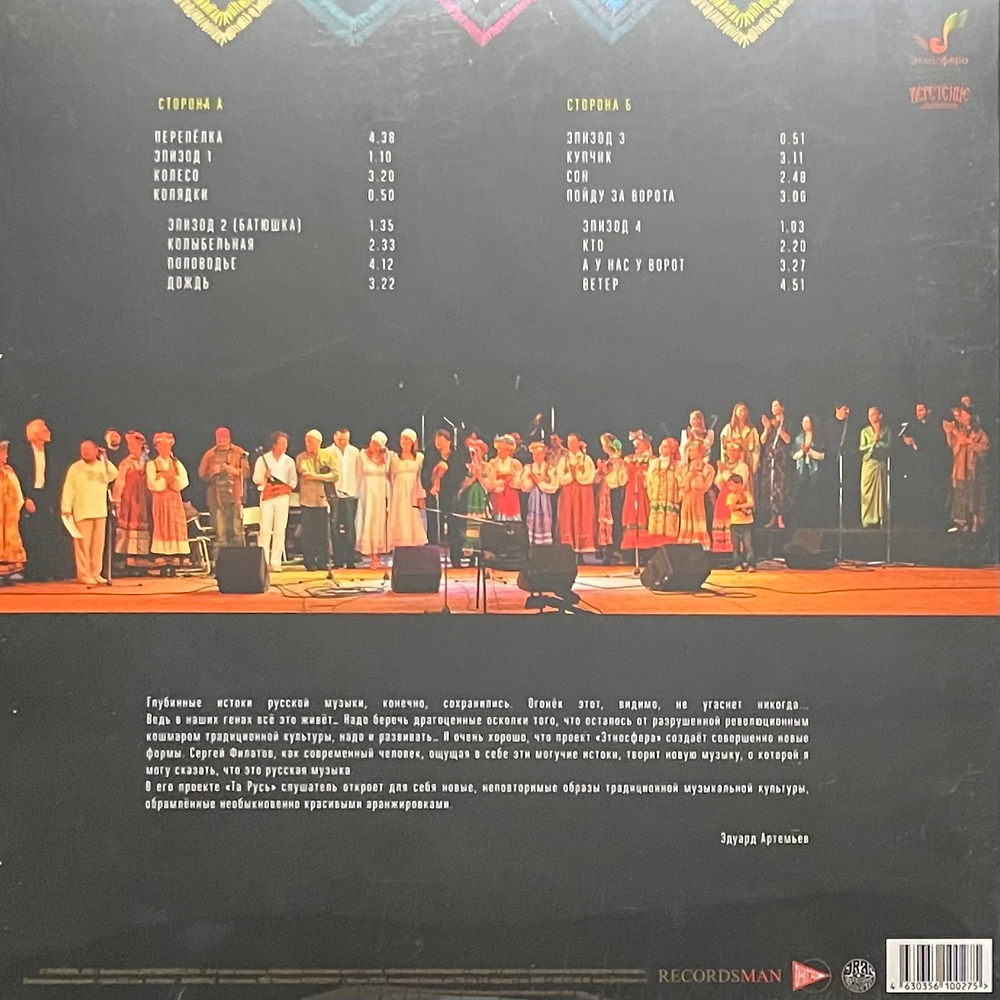 Этносфера
ВЕРЕТЕНЦЕ
СТОРОНА А
ПЕРЕПЁЛКА 4.38
ЭПИЗОД 1 1.10
КОЛЕСО 3.20
КОЛЯДКИ 0.50
ЭПИЗОД 2 (БАТЮШКА) 1.35
КОЛЫБЕЛЬНАЯ 2.33
ПОЛОВОДЬЕ 4.12
ДОЖДЬ 3.22
СТОРОНА Б
ЭПИЗОД 3 0.51
КУПЧИК 3.11
СОН 2.48
ПОЙДУ ЗА ВОРОТА 3.06
ЭПИЗОД 4 1.03
КТО 2.20
А У НАС У ВОРОТ 3.27
ВЕТЕР 4.51
Глубинные истоки русской музыки, конечно, сохранились. Огонёк этот, видимо, не угаснет никогда...
Ведь в наших генах всё это живёт... Надо беречь драгоценные осколки того, что осталось от разрушенной революционным
кошмаром традиционной культуры, надо и развивать... И очень хорошо, что проект «Этносфера» создаёт совершенно новые
формы. Сергей Филатов, как современный человек, ощущая в себе эти могучие истоки, творит новую музыку, о которой я
могу сказать, что это русская музыка.
В его проекте «Та Русь» слушатель откроет для себя новые, неповторимые образы традиционной музыкальной культуры,
обрамлённые необыкновенно красивыми аранжировками.
Эдуард Артемьев
RECORDSMAN
4 630356 100275 >